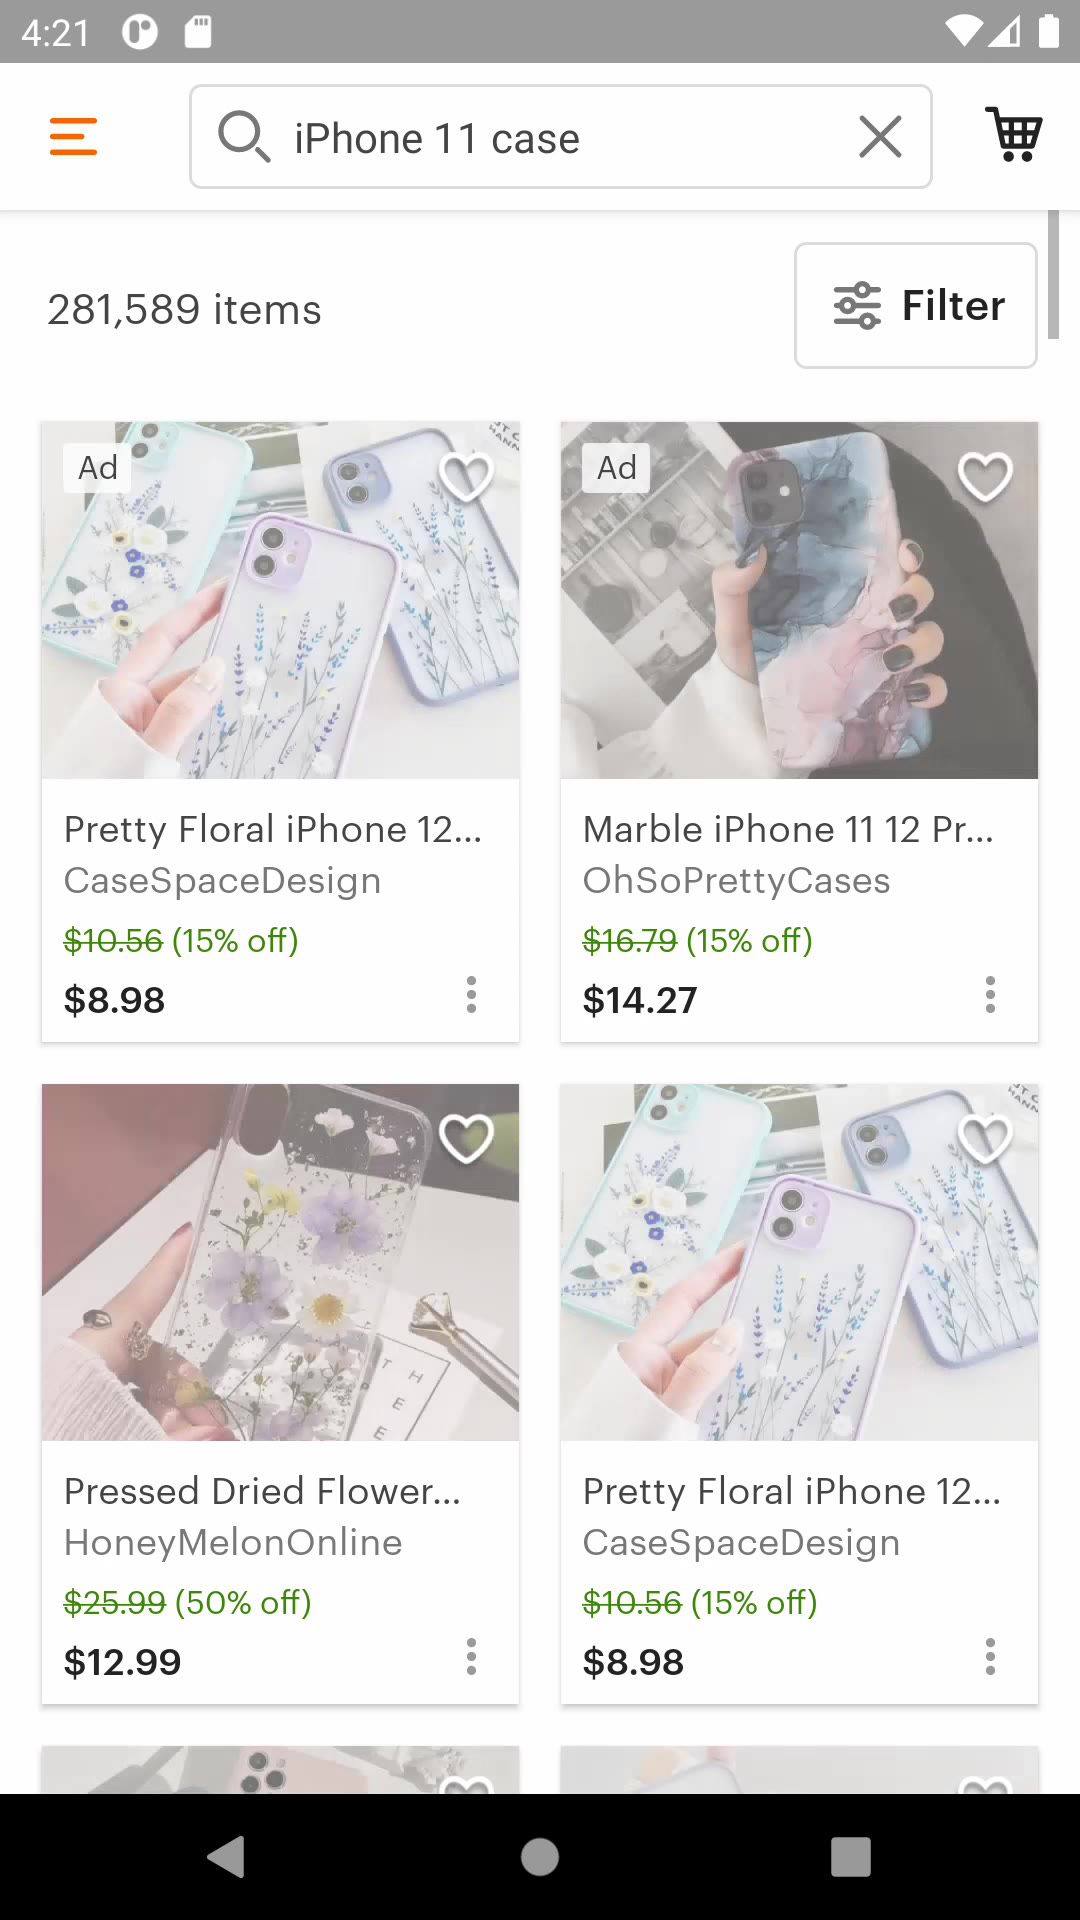 4:21
iPhone 11 case
281,589 items
Filter
Ad
Ad
Pretty Floral iPhone 12...
CaseSpaceDesign
$10.56 (15% off)
$8.98
Marble iPhone 11 12 Pr...
OhSoPrettyCases
$16.79 (15% off)
$14.27
THE
Pressed Dried Flower...
HoneyMelonOnline
$25.99 (50% off)
$12.99
Pretty Floral iPhone 12...
CaseSpaceDesign
$10.56 (15% off)
$8.98